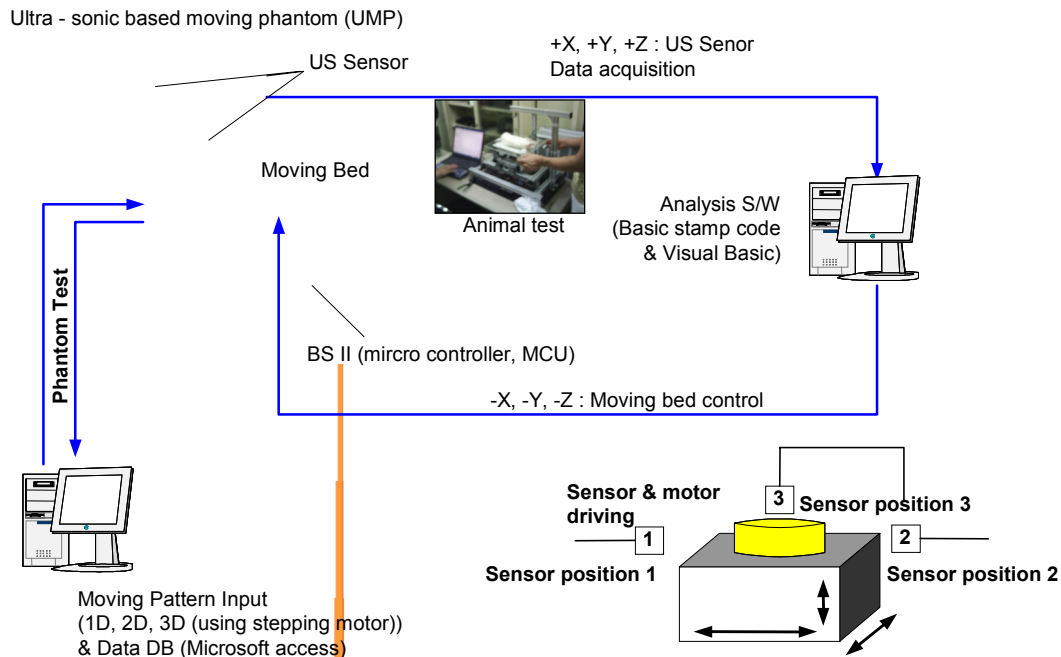 Ultra - sonic based moving phantom (UMP)
US Sensor
+X, +Y, +Z : US Senor
Data acquisition
Moving Bed
Animal test
Analysis S/W
(Basic stamp code
& Visual Basic)
Phantom Test
BS II (mircro controller, MCU)
-X, -Y, -Z : Moving bed control
Sensor & motor
driving
3
Sensor position 3
1
2
Sensor position 1
Sensor position 2
Moving Pattern Input
(1D, 2D, 3D (using stepping motor))
& Data DB (Microsoft access)